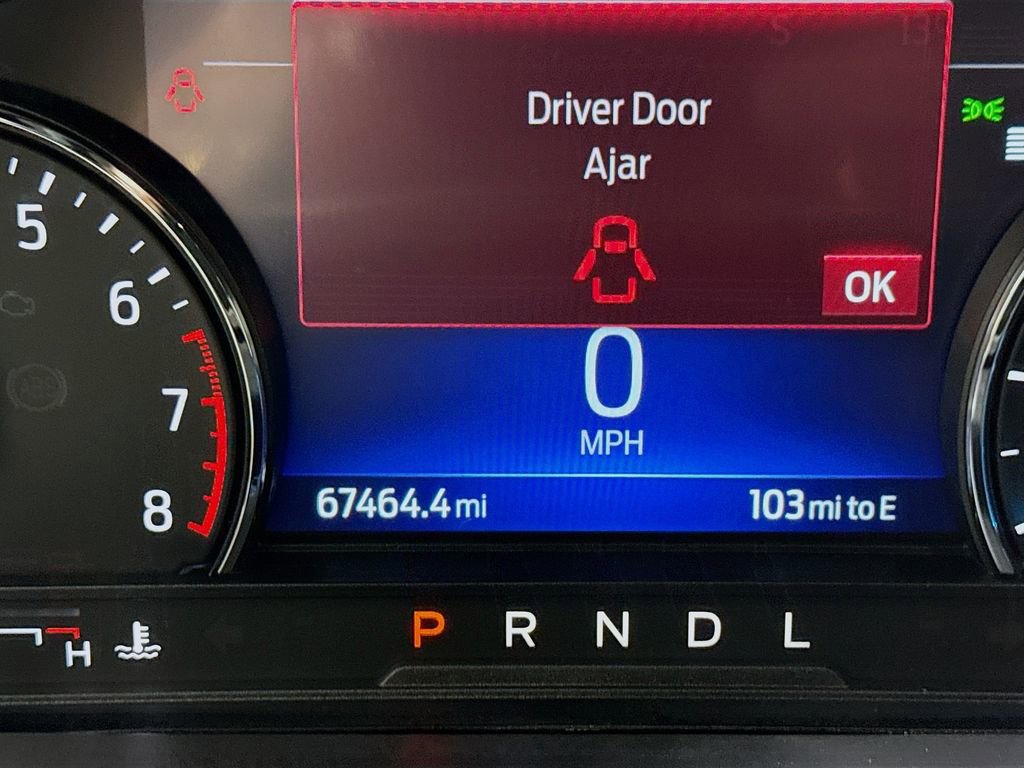 Driver Door
Ajar
OK
5
6
7
8
0
MPH
67464.4 mi
103 mi to E
H
P R N D L